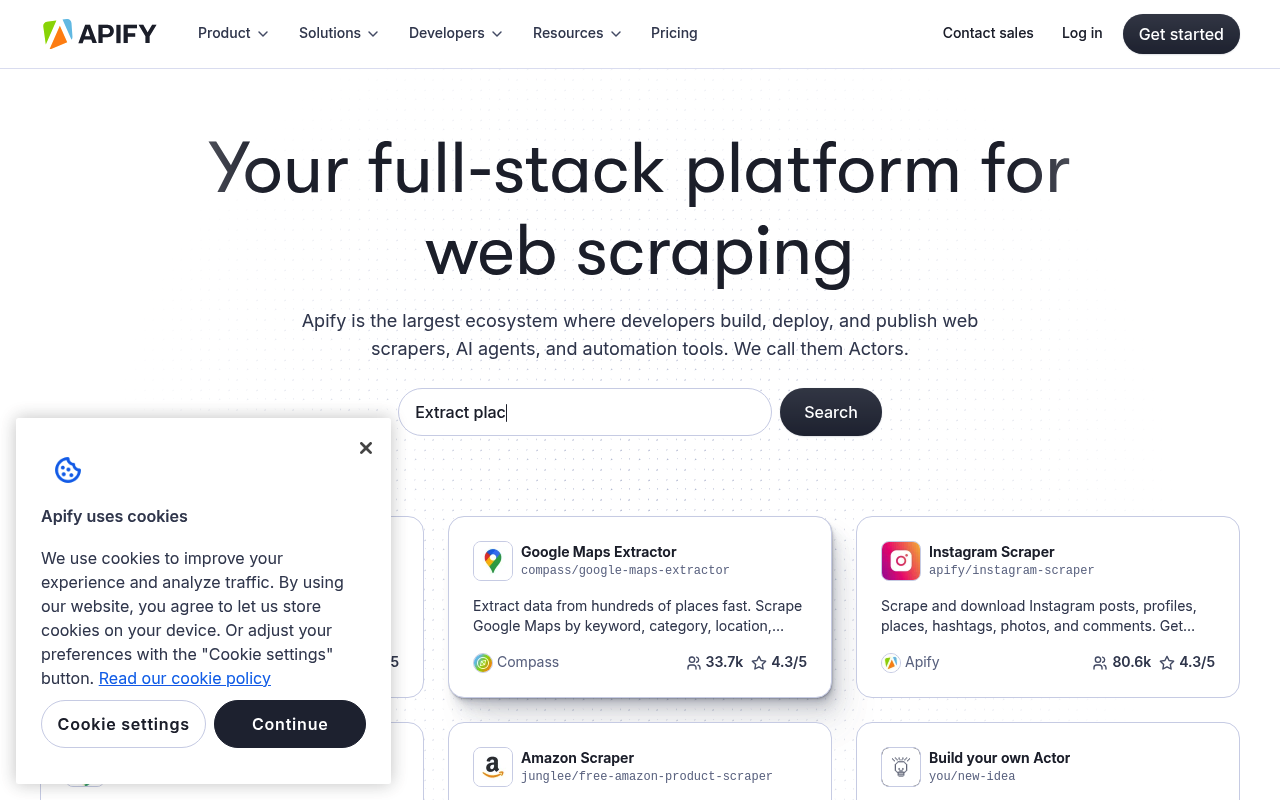 APIFY
Product
Solutions
Developers
Resources
Pricing
Contact sales
Log in
Get started
Your full-stack platform for
web scraping
Apify is the largest ecosystem where developers build, deploy, and publish web
scrapers, AI agents, and automation tools. We call them Actors.
Extract plac
Search
Apify uses cookies
We use cookies to improve your
experience and analyze traffic. By using
our website, you agree to let us store
cookies on your device. Or adjust your
preferences with the "Cookie settings"
button. Read our cookie policy
Cookie settings
Continue
5
Google Maps Extractor
compass/google-maps-extractor
Extract data from hundreds of places fast. Scrape
Google Maps by keyword, category, location,...
Compass
33.7k
4.3/5
Instagram Scraper
apify/instagram-scraper
Scrape and download Instagram posts, profiles,
places, hashtags, photos, and comments. Get...
Apify
80.6k
4.3/5
Amazon Scraper
junglee/free-amazon-product-scraper
Build your own Actor
you/new-idea